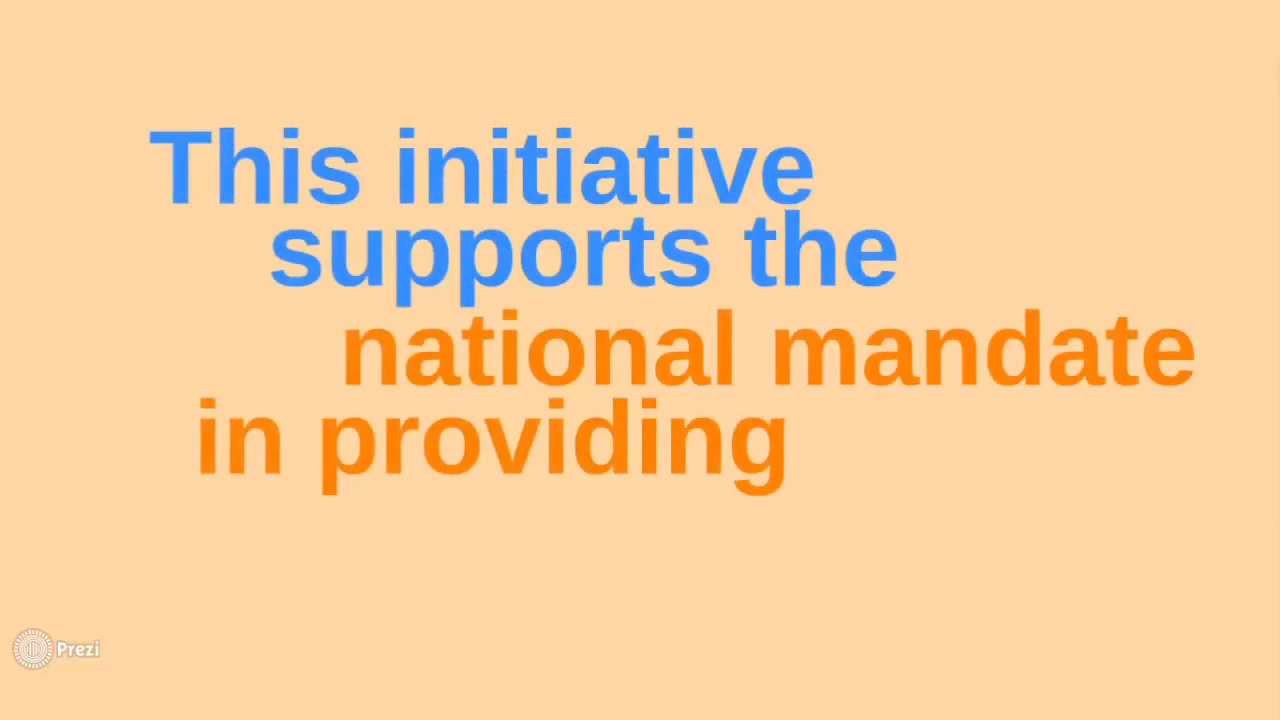 This initiative
supports the
national mandate
in providing
Prezi